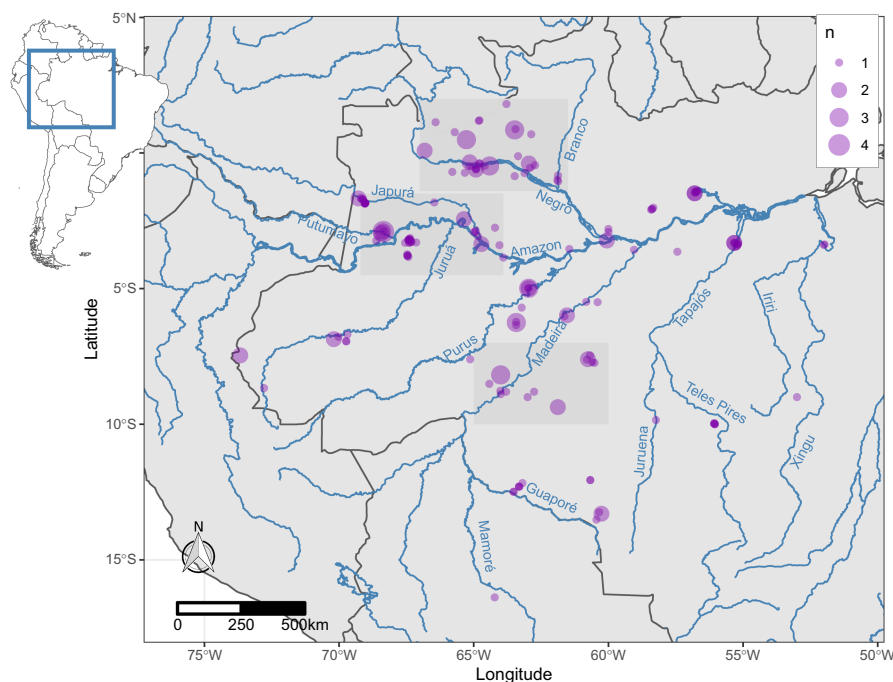 5°N
n
1
2
3
4
Branco
Japurá
Negro
Putumayo
Amazon
Juruá
5°S
Latitude
Purus
Madeira
Tapajós
Iriri
Teles Pires
10°S
Juruena
Xingu
Guaporé
N
Mamoré
15°S
0 250 500km
75°W 70°W 65°W 60°W 55°W 50°W
Longitude